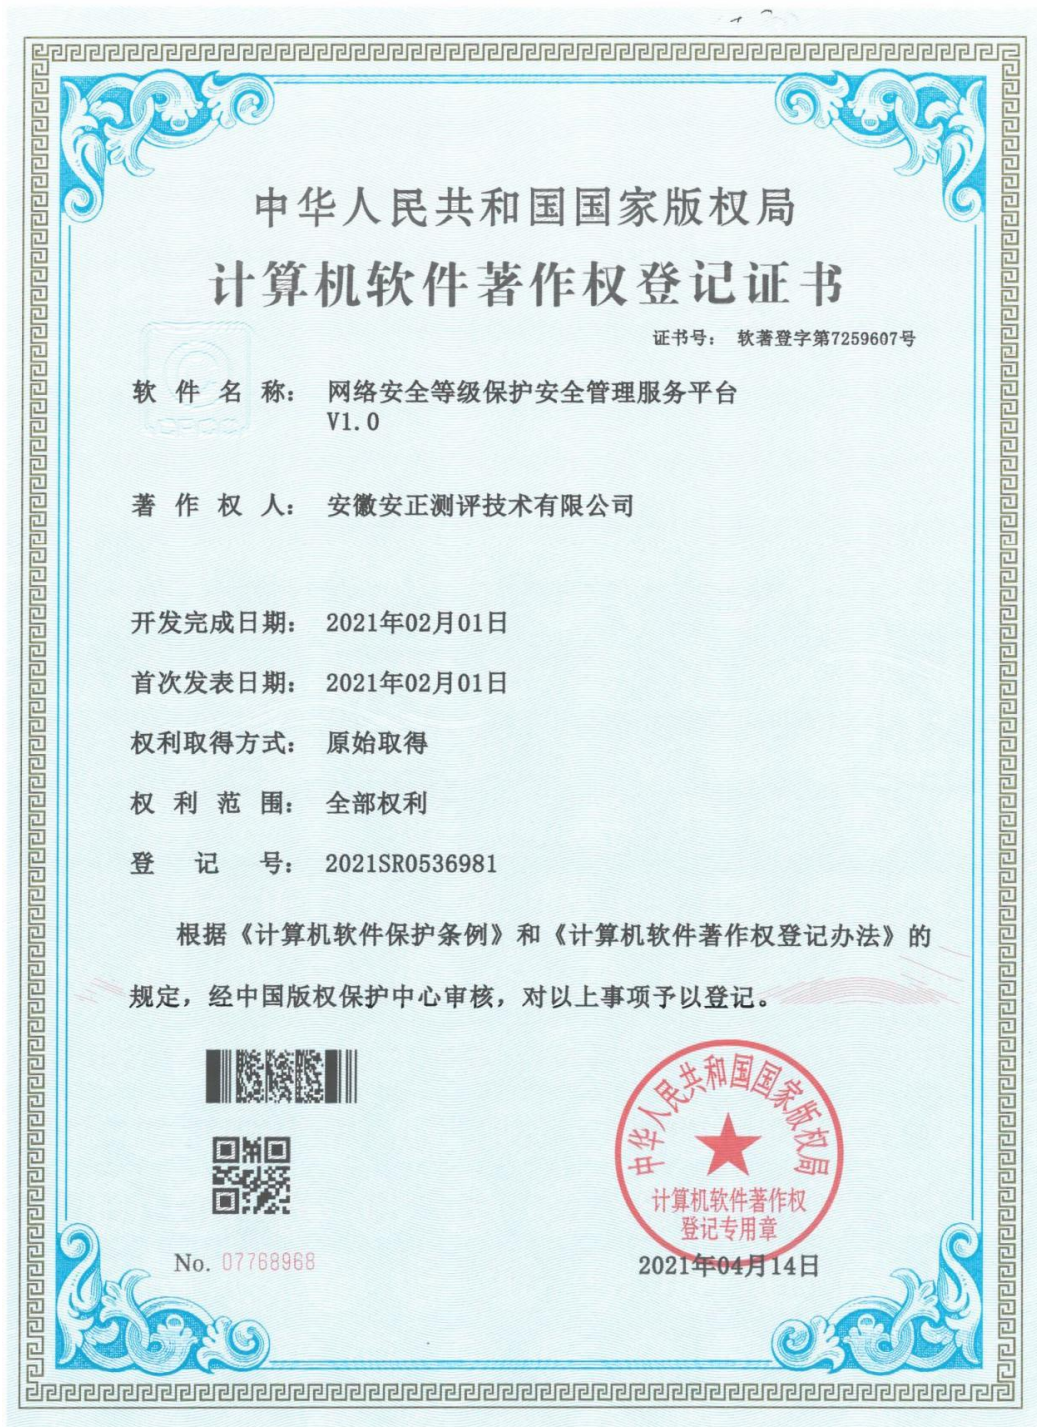 中华人民共和国国家版权局
计算机软件著作权登记证书
证书号： 软著登字第7259607号
软件名称： 网络安全等级保护安全管理服务平台
V1.0
著作权人： 安徽安正测评技术有限公司
开发完成日期： 2021年02月01日
首次发表日期： 2021年02月01日
权利取得方式： 原始取得
权利范围： 全部权利
登记号： 2021SR0536981
根据《计算机软件保护条例》和《计算机软件著作权登记办法》的
规定，经中国版权保护中心审核，对以上事项予以登记。
中华人民共和国国家版权局
计算机软件著作权
登记专用章
No. 07768968
2021年04月14日